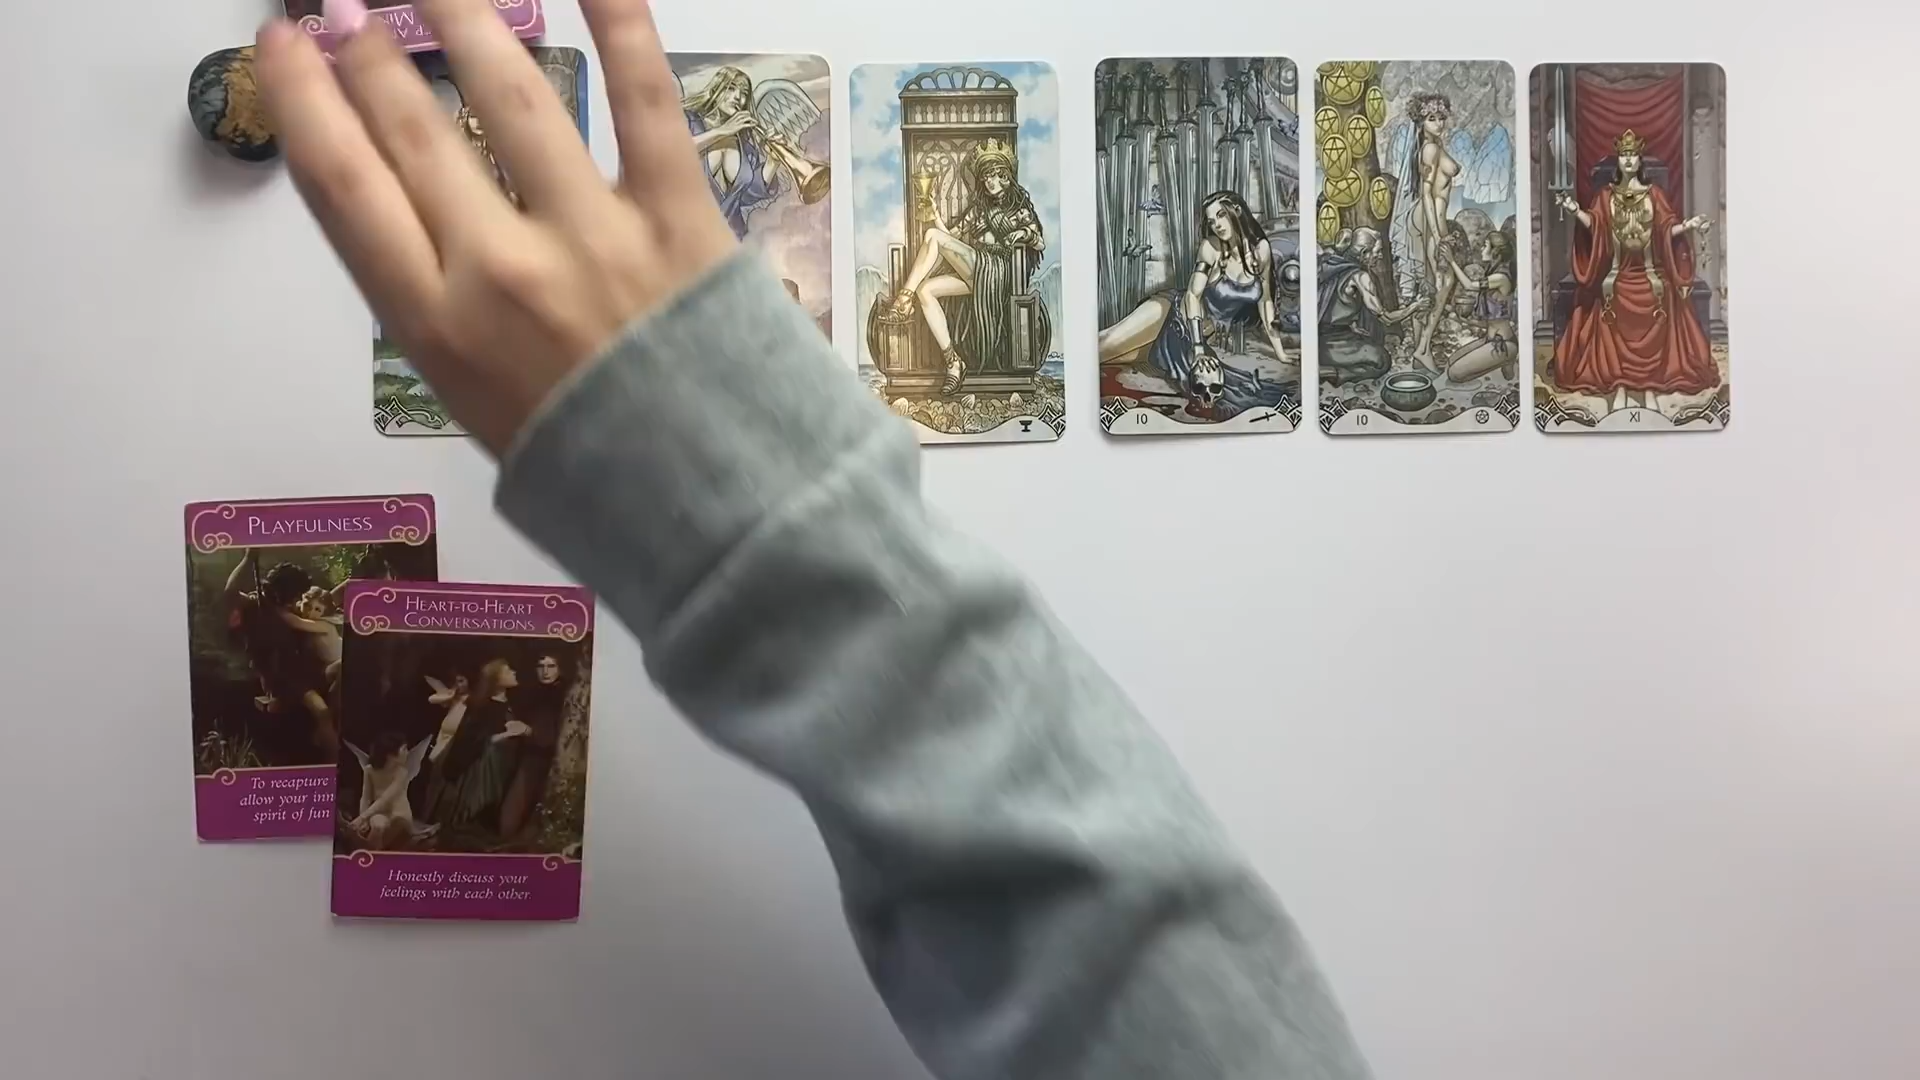 10
10
XI
PLAYFULNESS
To recapture
allow your
spirit of fun
HEART-TO-HEART
CONVERSATIONS
Honestly discuss your
feelings with each other.